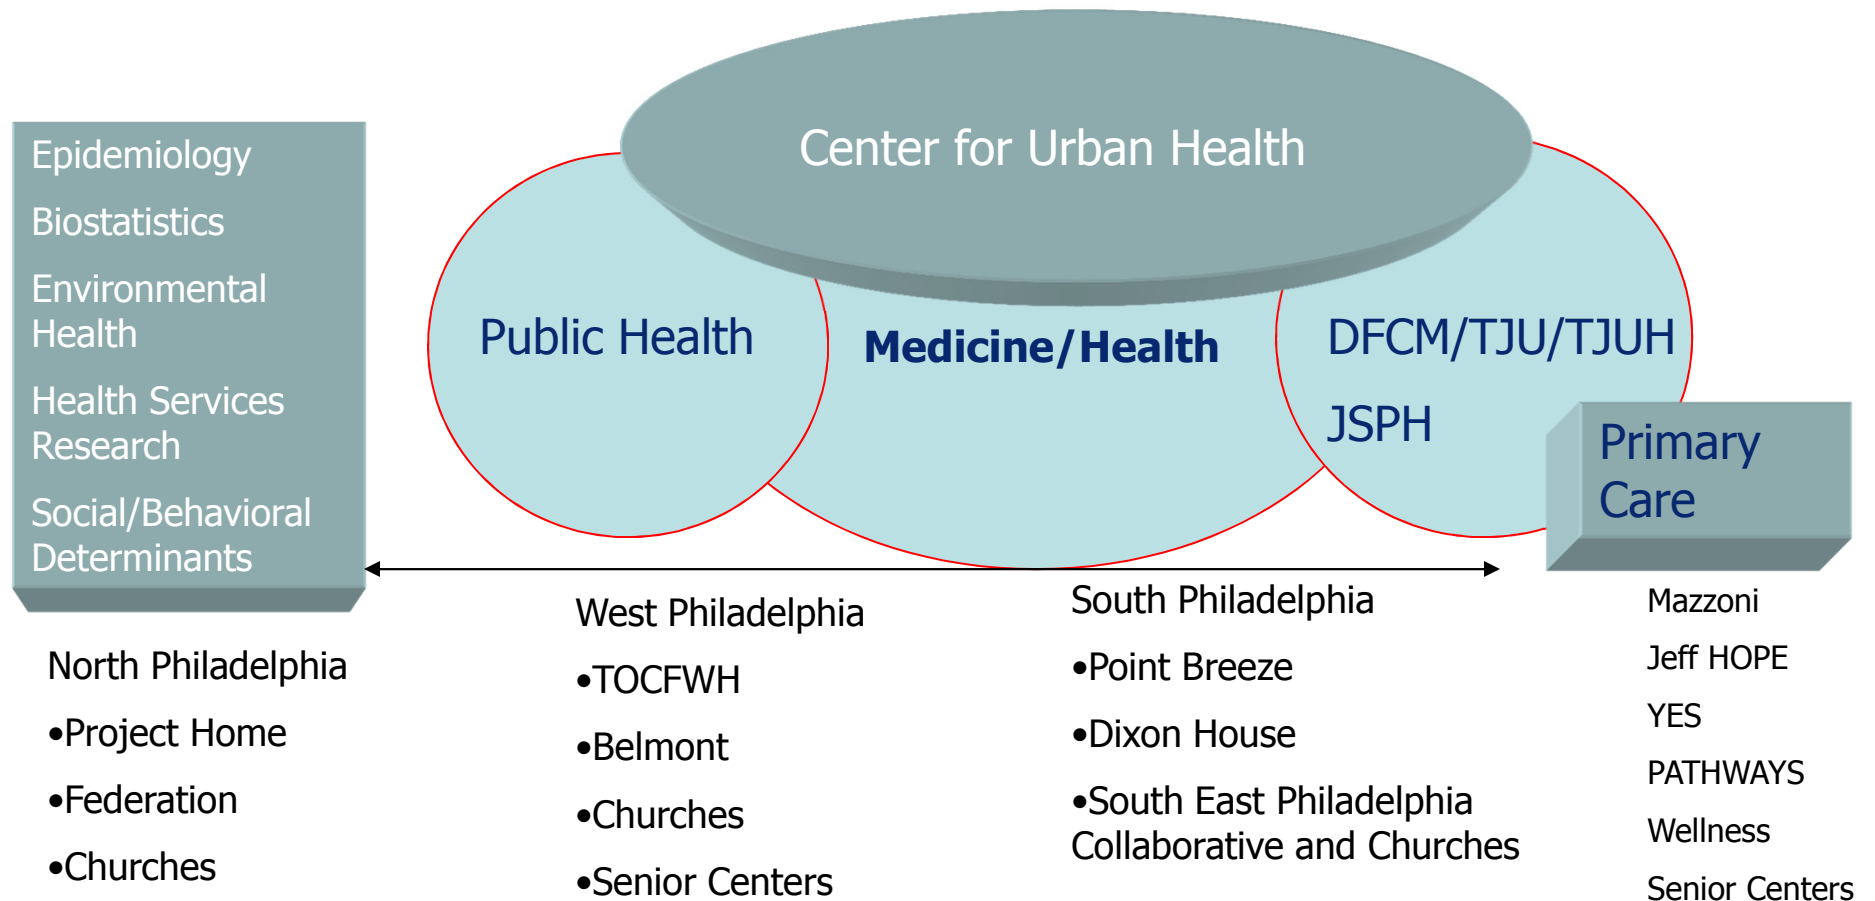 Center for Urban Health
Epidemiology
Biostatistics
Environmental
Health
Health Services
Research
Social/Behavioral
Determinants
Public Health
Medicine/Health
DFCM/TJU/TJUH
JSPH
Primary
Care
North Philadelphia
•Project Home
•Federation
•Churches
West Philadelphia
•TOCFWH
•Belmont
•Churches
•Senior Centers
South Philadelphia
•Point Breeze
•Dixon House
•South East Philadelphia
Collaborative and Churches
Mazzoni
Jeff HOPE
YES
PATHWAYS
Wellness
Senior Centers